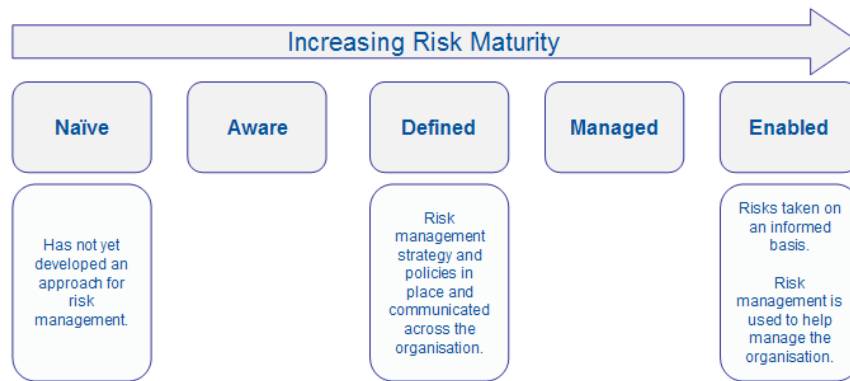 Increasing Risk Maturity
Naïve
Aware
Defined
Managed
Enabled
Has not yet
developed an
approach for
risk
management.
Risk
management
strategy and
policies in
place and
communicated
across the
organisation.
Risks taken on
an informed
basis.
Risk
management is
used to help
manage the
organisation.